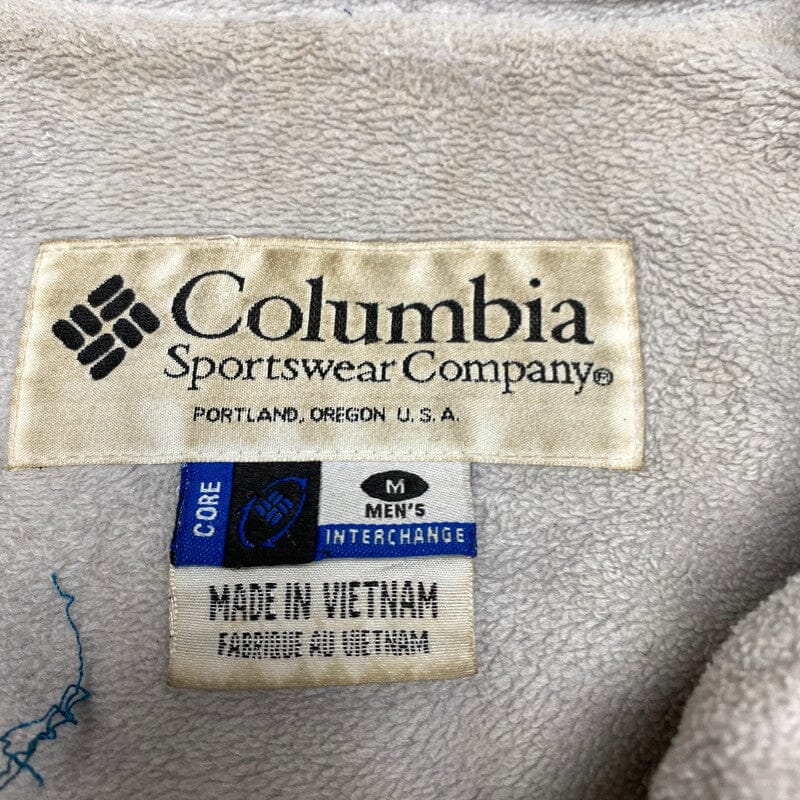 Columbia
Sportswear Company®
PORTLAND, OREGON U.S.A.
CORE
M
MEN'S
INTERCHANGE
MADE IN VIETNAM
FABRIQUE AU VIETNAM